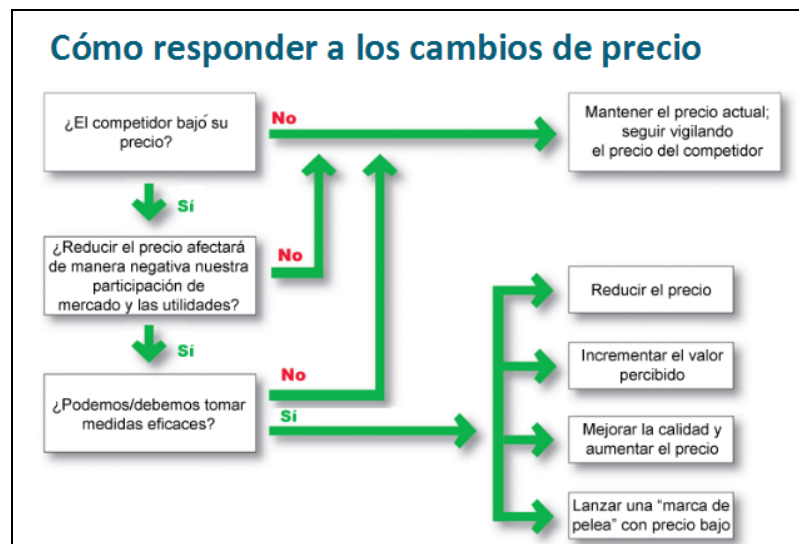 Cómo responder a los cambios de precio
¿El competidor bajó su
precio?
No
Mantener el precio actual;
seguir vigilando
el precio del competidor
Sí
¿Reducir el precio afectará
de manera negativa nuestra
participación de
mercado y las utilidades?
No
Reducir el precio
Sí
Incrementar el valor
percibido
¿Podemos/debemos tomar
medidas eficaces?
No
Sí
Mejorar la calidad y
aumentar el precio
Lanzar una “marca de
pelea” con precio bajo